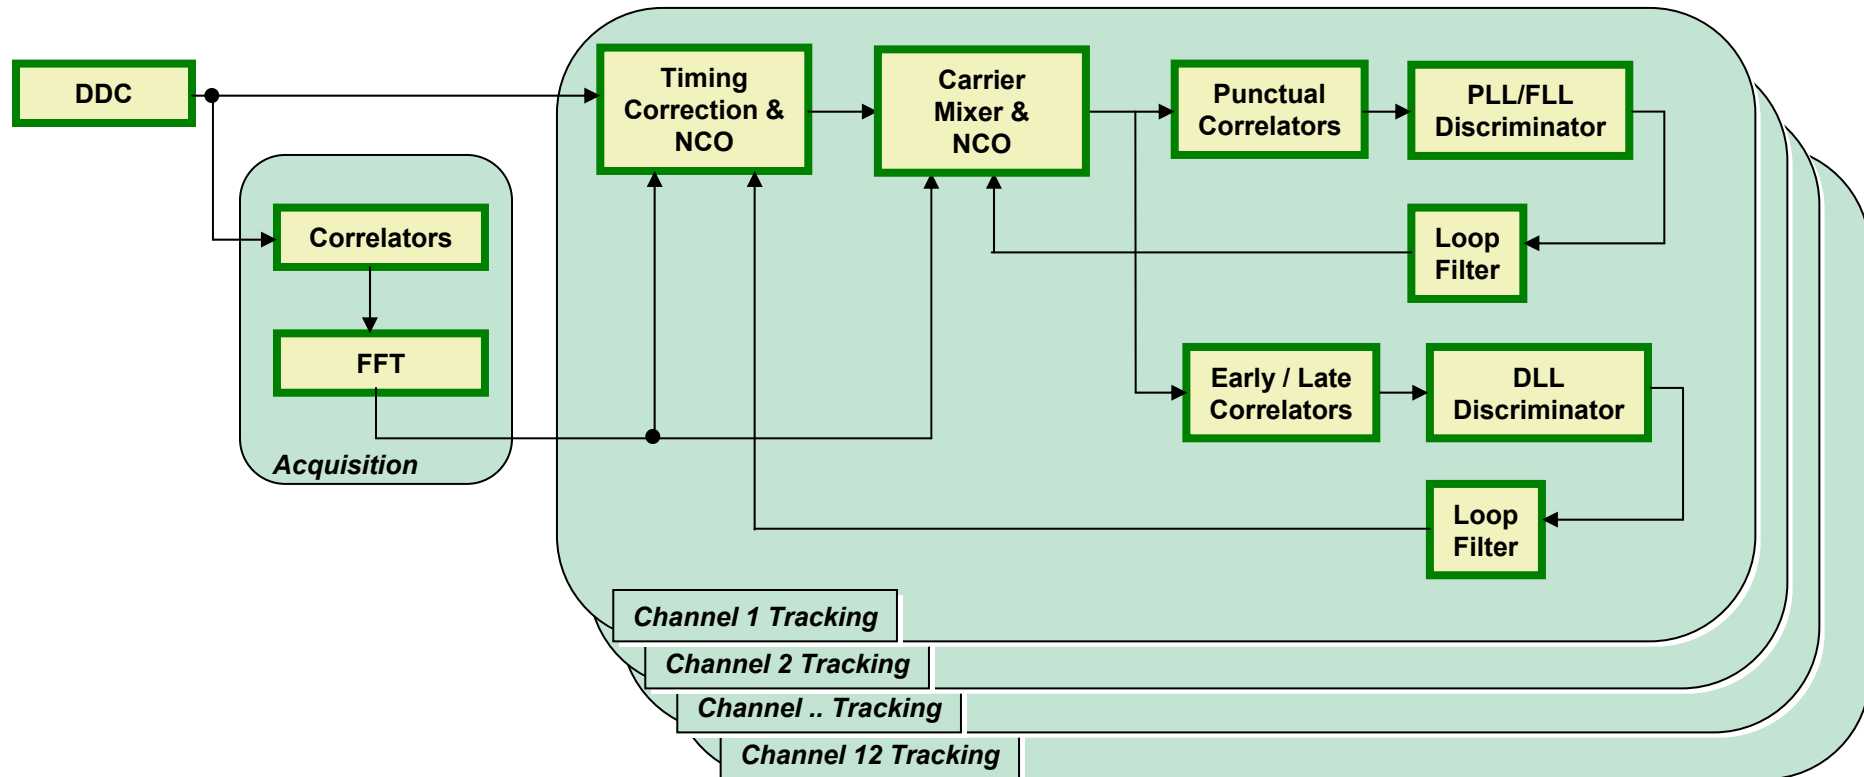 DDC
Timing
Correction &
NCO
Carrier
Mixer &
NCO
Punctual
Correlators
PLL/FLL
Discriminator
Correlators
Loop
Filter
FFT
Early / Late
Correlators
DLL
Discriminator
Acquisition
Loop
Filter
Channel 1 Tracking
Channel 2 Tracking
Channel .. Tracking
Channel 12 Tracking